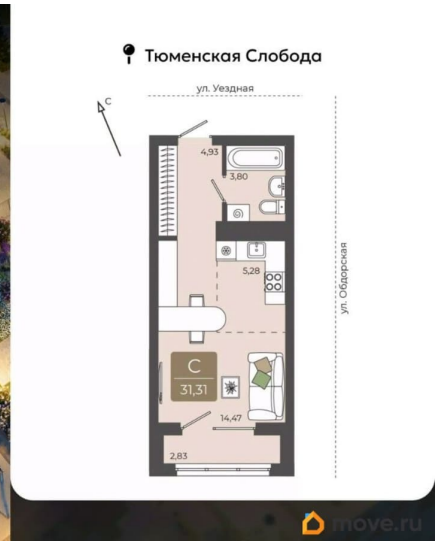 Тюменская Слобода
ул. Уездная
С
4,93
3,80
5,28
ул. Обдорская
С
31,31
14,47
2,83
move.ru